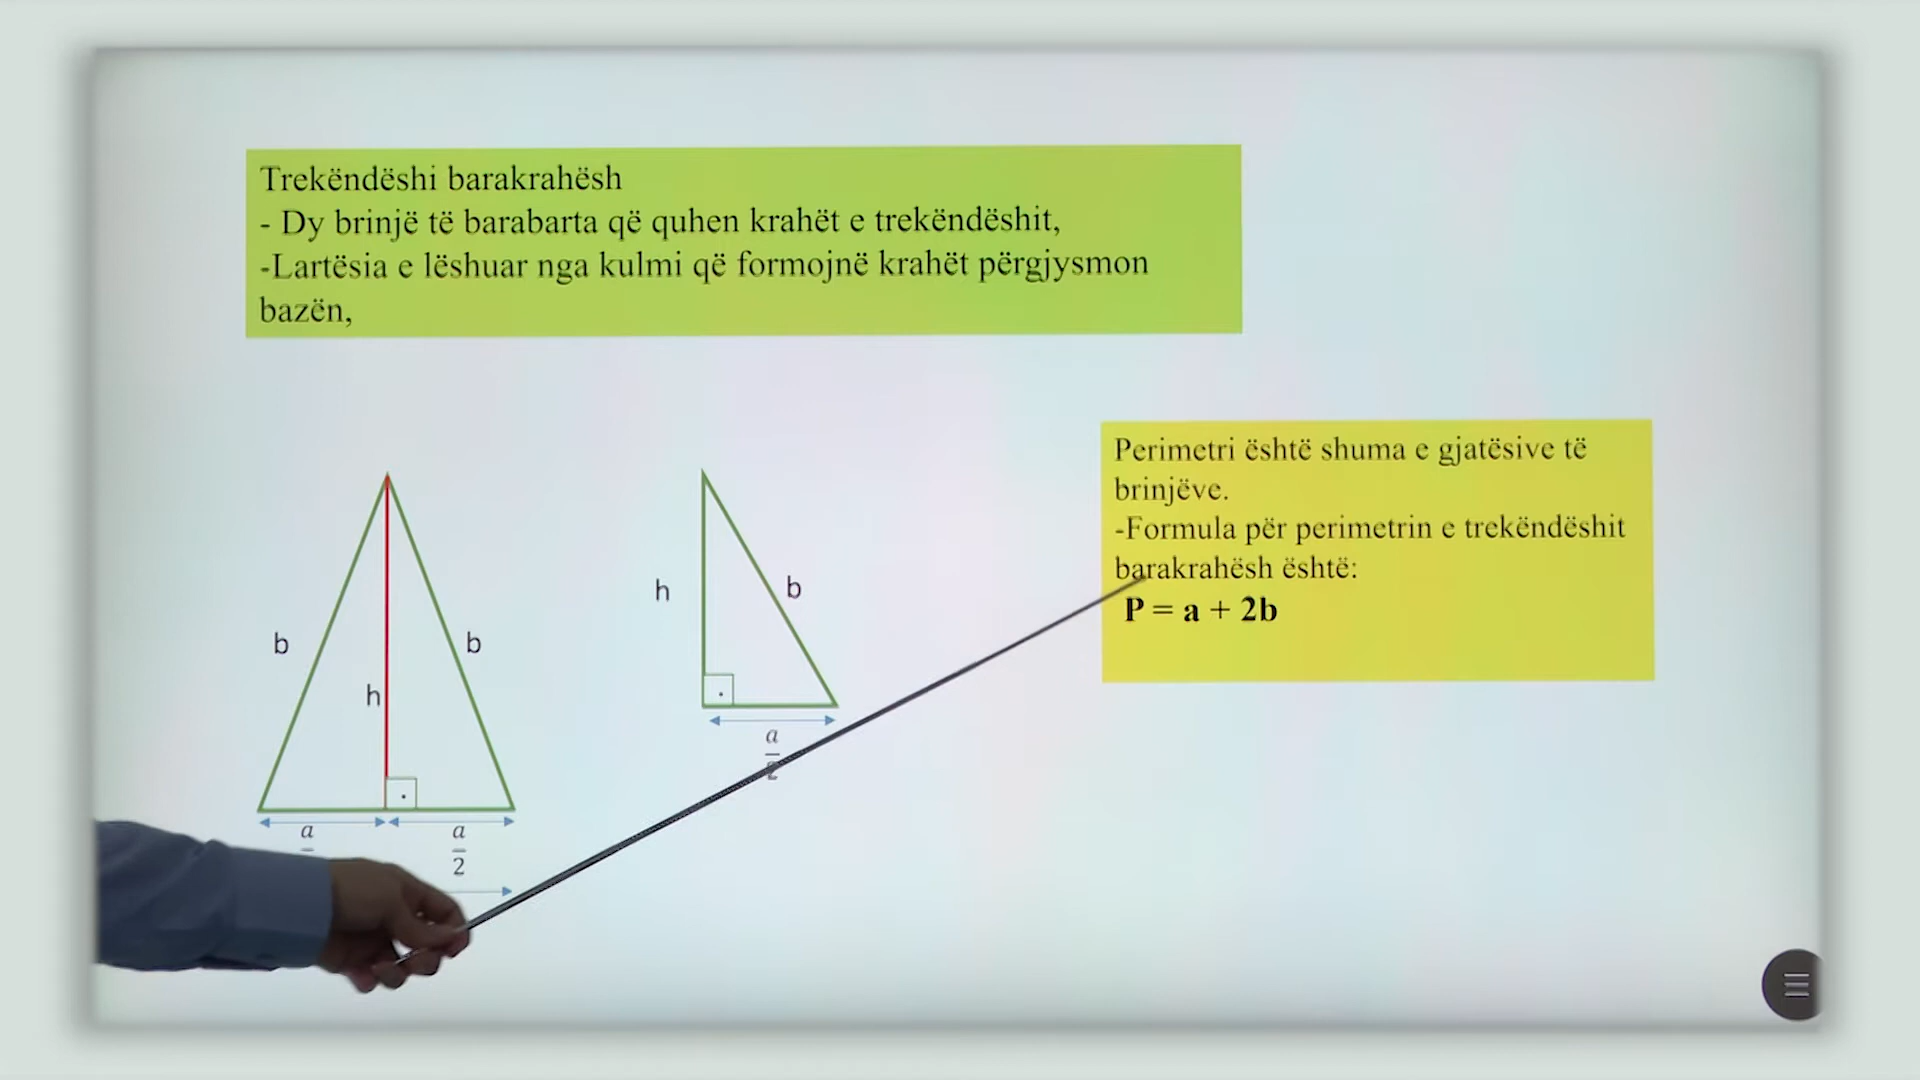 Trekëndëshi barakrahësh
- Dy brinjë të barabarta që quhen krahët e trekëndëshit,
-Lartësia e lëshuar nga kulmi që formojnë krahët përgjysmon
bazën,
Perimetri është shuma e gjatësive të
brinjëve.
-Formula për perimetrin e trekëndëshit
barakrahësh është:
P = a + 2b
b
b
h
a
a
2
h
b
a